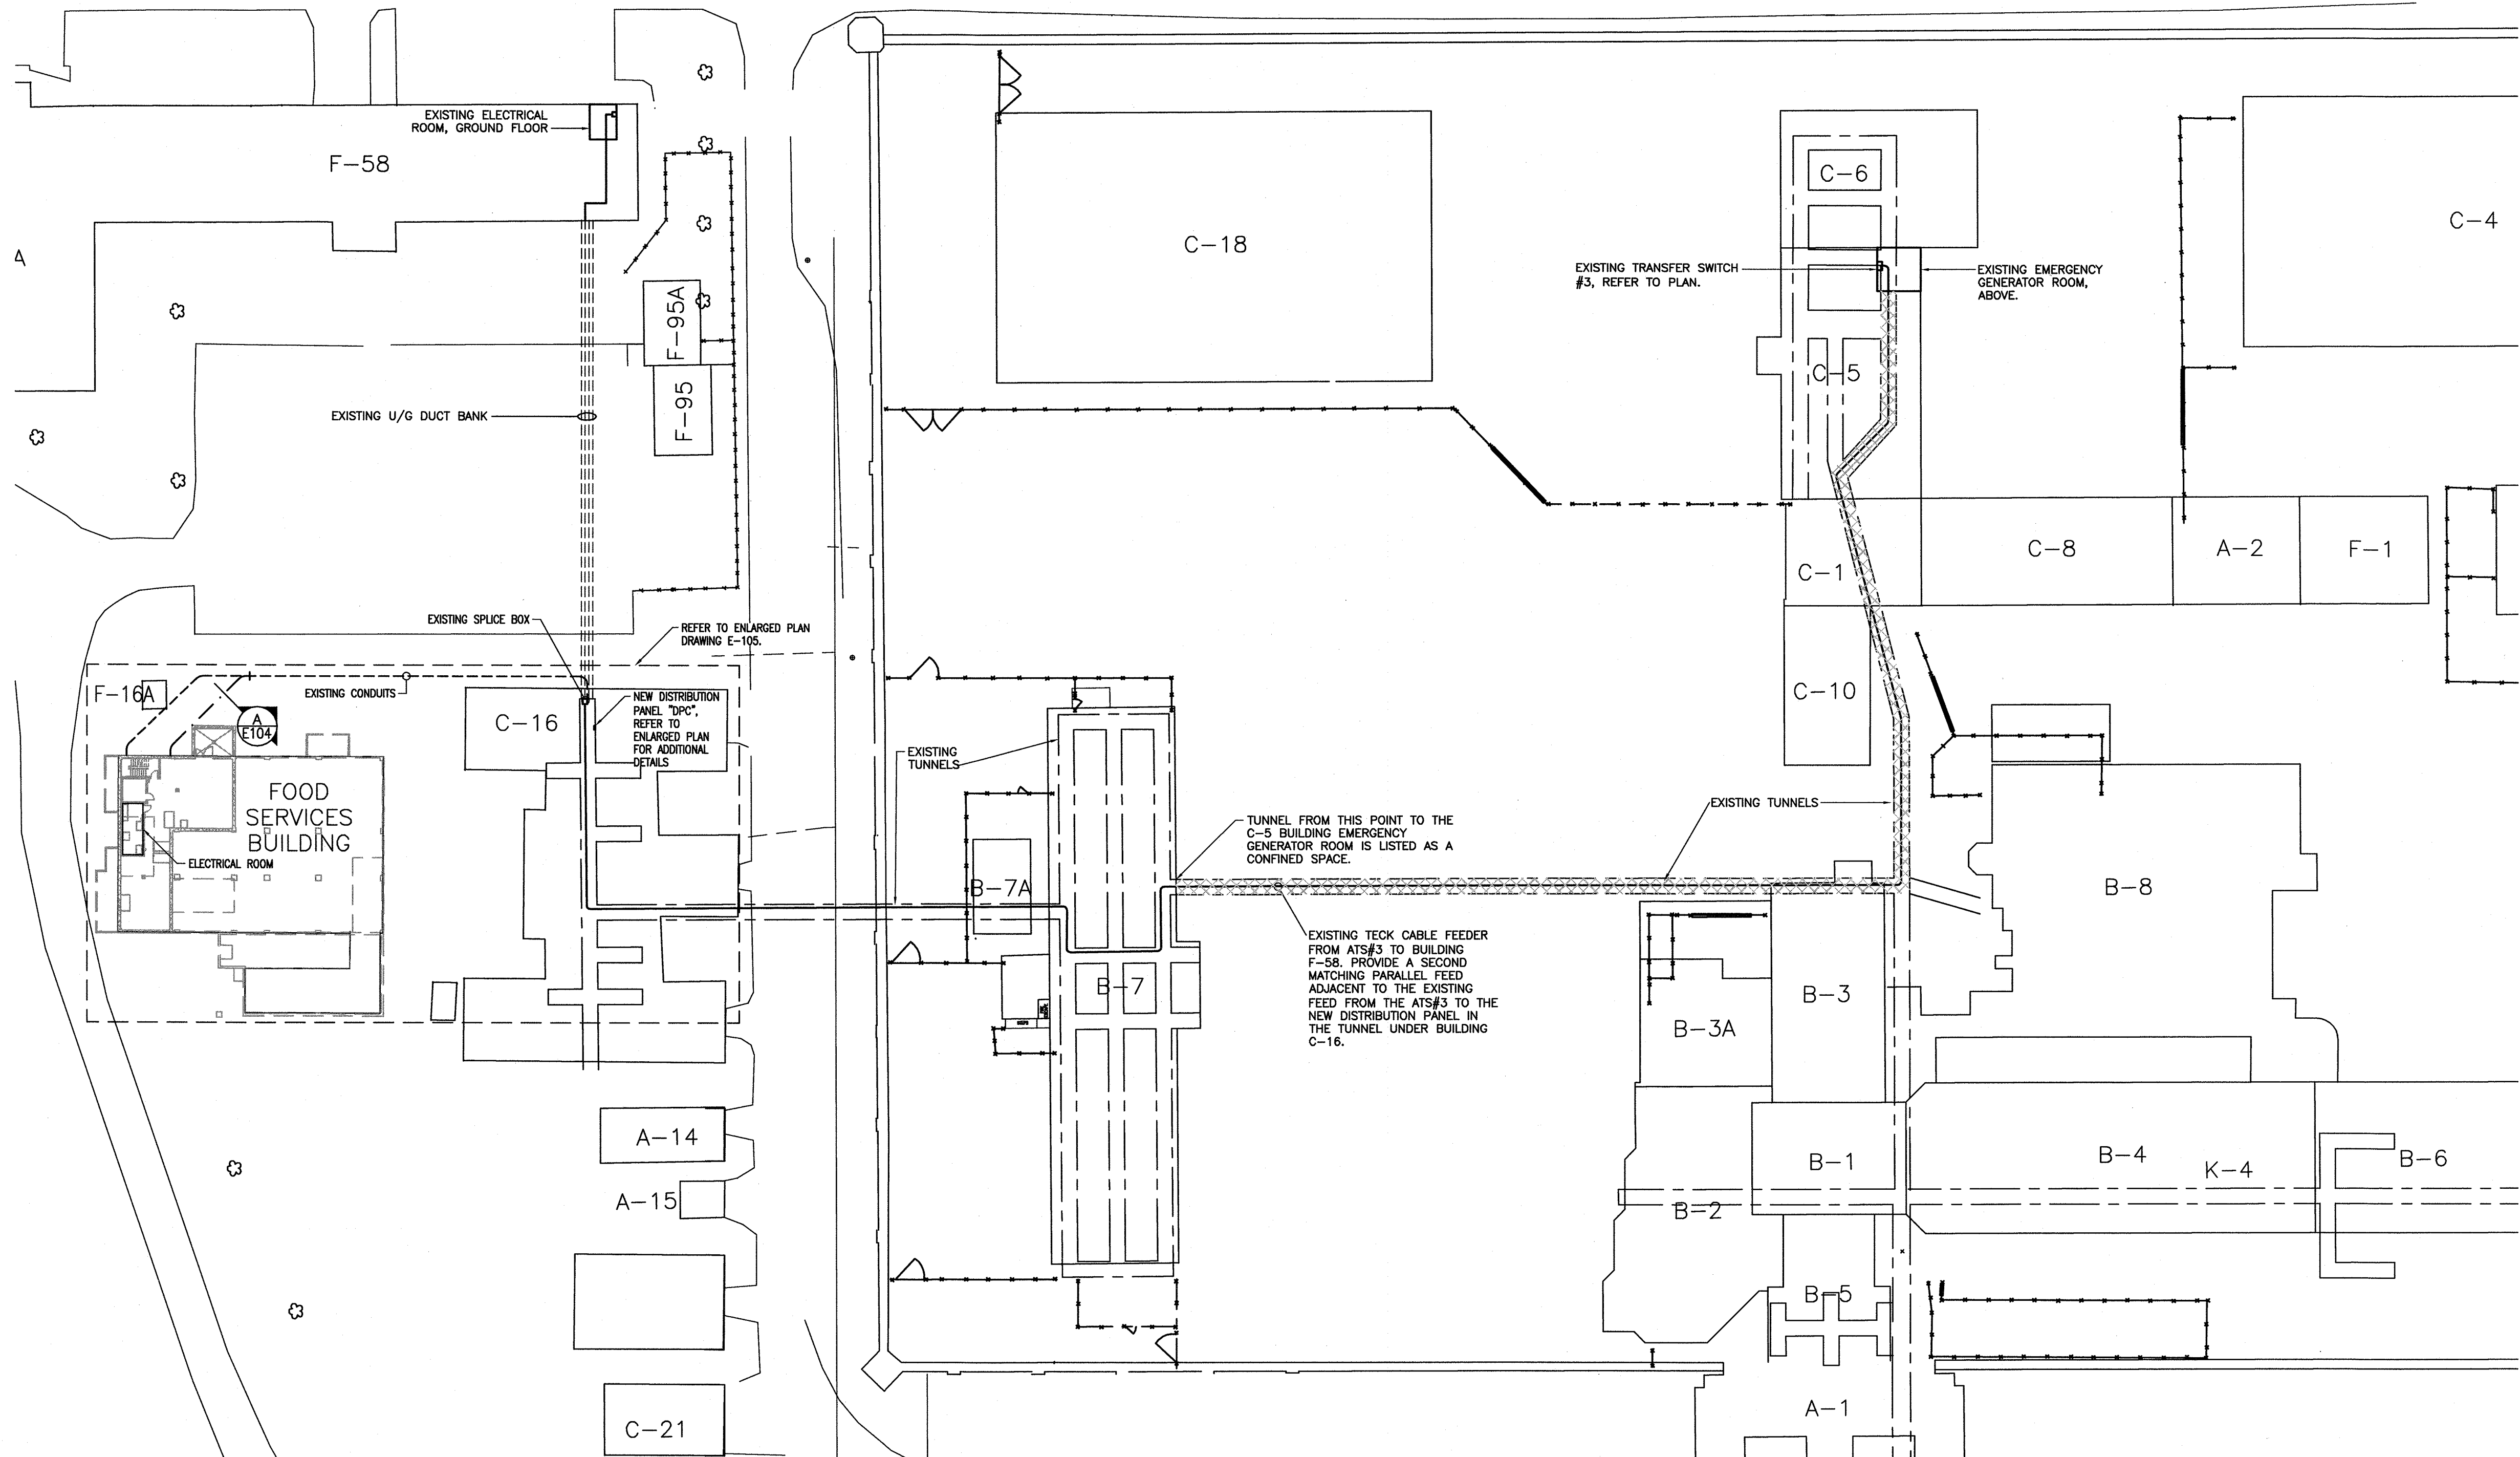 EXISTING ELECTRICAL
ROOM, GROUND FLOOR
F-58
A
F-95A
F-95
EXISTING U/G DUCT BANK
C-18
C-6
EXISTING TRANSFER SWITCH
#3, REFER TO PLAN.
EXISTING EMERGENCY
GENERATOR ROOM,
ABOVE.
C-4
C-5
C-8
A-2
F-1
C-1
C-10
EXISTING SPLICE BOX
REFER TO ENLARGED PLAN
DRAWING E-105.
F-16A
EXISTING CONDUITS
A
E104
C-16
NEW DISTRIBUTION
PANEL "DPC",
REFER TO
ENLARGED PLAN
FOR ADDITIONAL
DETAILS
FOOD
SERVICES
BUILDING
ELECTRICAL ROOM
EXISTING
TUNNELS
B-7A
B-7
TUNNEL FROM THIS POINT TO THE
C-5 BUILDING EMERGENCY
GENERATOR ROOM IS LISTED AS A
CONFINED SPACE.
EXISTING TUNNELS
EXISTING TECK CABLE FEEDER
FROM ATS#3 TO BUILDING
F-58. PROVIDE A SECOND
MATCHING PARALLEL FEED
ADJACENT TO THE EXISTING
FEED FROM THE ATS#3 TO THE
NEW DISTRIBUTION PANEL IN
THE TUNNEL UNDER BUILDING
C-16.
B-8
B-3
B-3A
B-1
B-4
K-4
B-6
B-2
B-5
A-1
A-14
A-15
C-21